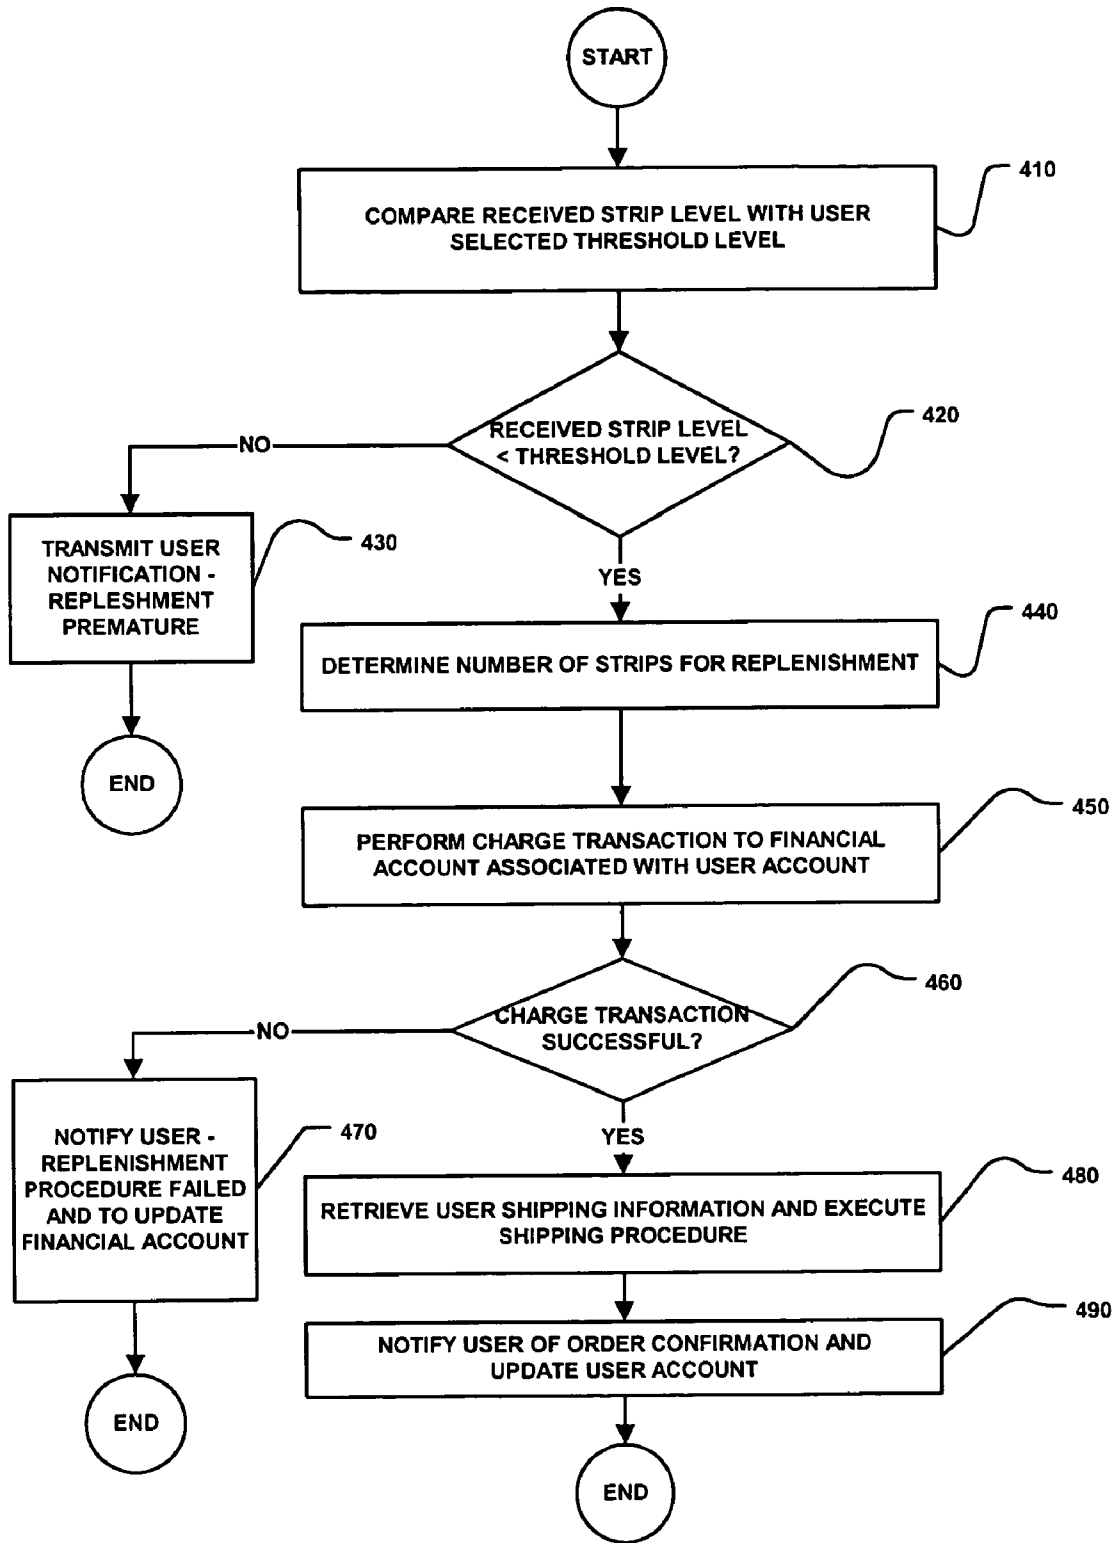 START
COMPARE RECEIVED STRIP LEVEL WITH USER
SELECTED THRESHOLD LEVEL
410
RECEIVED STRIP LEVEL
< THRESHOLD LEVEL?
420
NO
TRANSMIT USER
NOTIFICATION -
REPLESHMENT
PREMATURE
430
YES
DETERMINE NUMBER OF STRIPS FOR REPLENISHMENT
440
END
PERFORM CHARGE TRANSACTION TO FINANCIAL
ACCOUNT ASSOCIATED WITH USER ACCOUNT
450
CHARGE TRANSACTION
SUCCESSFUL?
460
NO
NOTIFY USER -
REPLENISHMENT
PROCEDURE FAILED
AND TO UPDATE
FINANCIAL ACCOUNT
470
YES
RETRIEVE USER SHIPPING INFORMATION AND EXECUTE
SHIPPING PROCEDURE
480
NOTIFY USER OF ORDER CONFIRMATION AND
UPDATE USER ACCOUNT
490
END
END